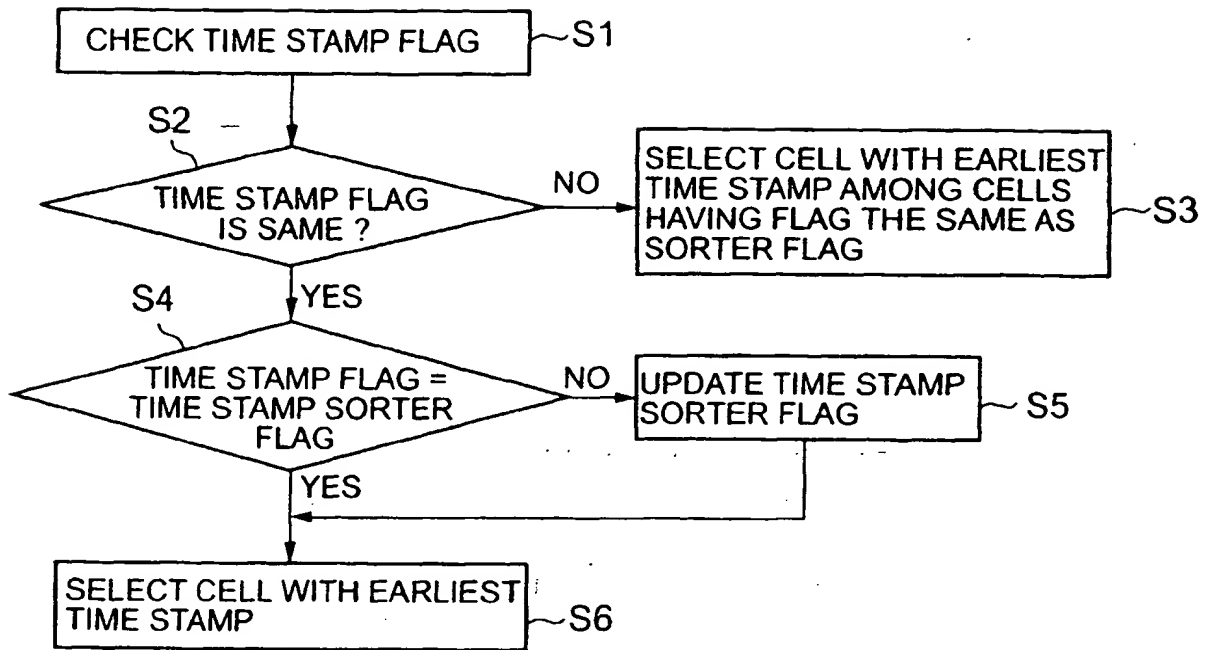 CHECK TIME STAMP FLAG
S1
S2
TIME STAMP FLAG
IS SAME ?
NO
SELECT CELL WITH EARLIEST
TIME STAMP AMONG CELLS
HAVING FLAG THE SAME AS
SORTER FLAG
S3
YES
S4
TIME STAMP FLAG =
TIME STAMP SORTER
FLAG
NO
UPDATE TIME STAMP
SORTER FLAG
S5
YES
SELECT CELL WITH EARLIEST
TIME STAMP
S6